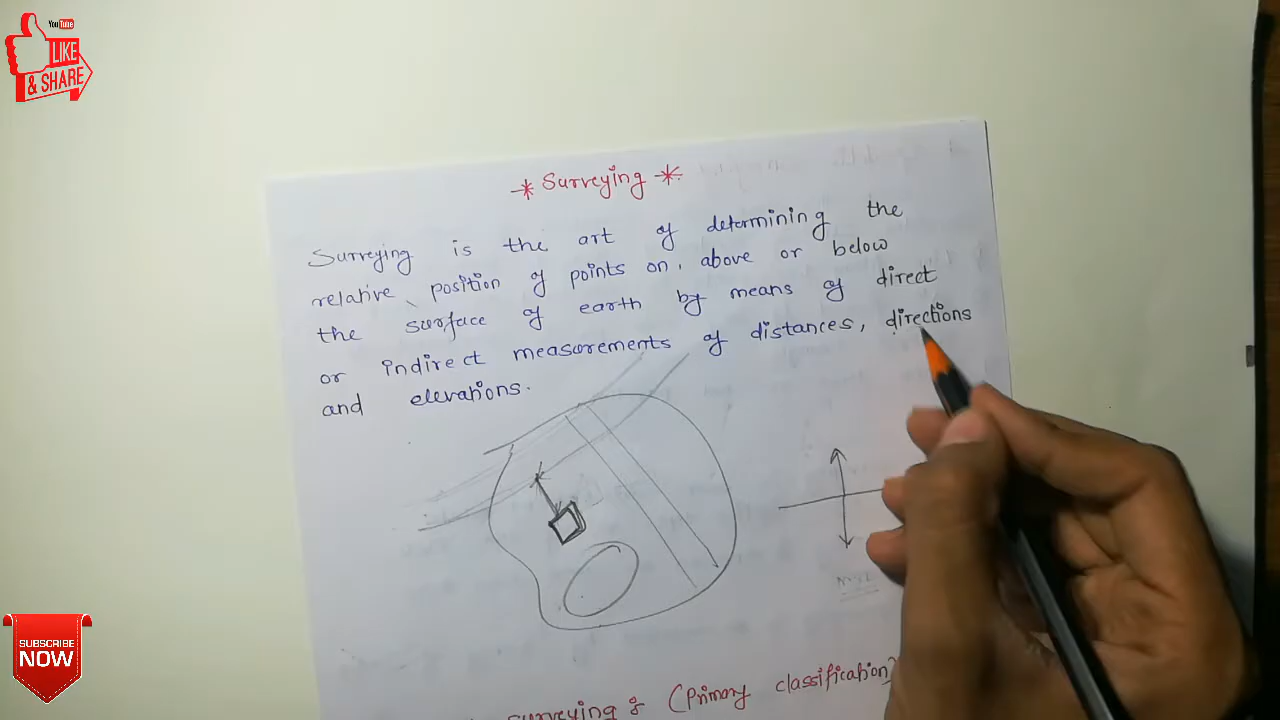 YouTube
LIKE
& SHARE
* Surveying *
Surveying is the art of determining the
relative position of points on, above or below
the surface of earth by means of direct
or indirect measurements of distances, directions
and elevations.
surveying : (Primary classification)
SUBSCRIBE
NOW